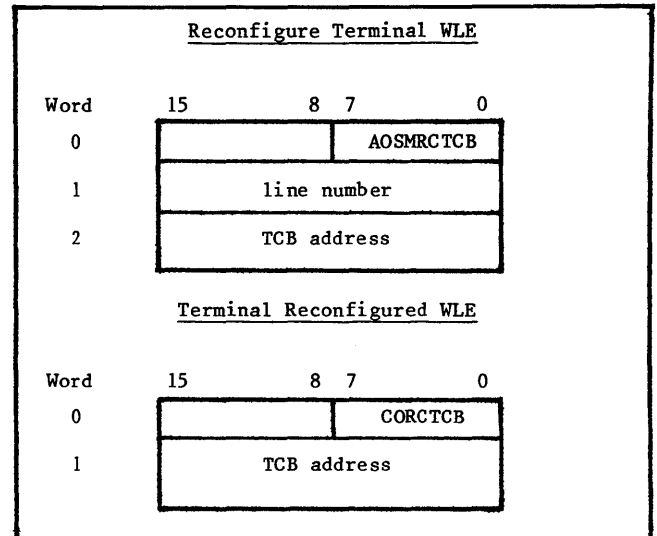 Reconfigure Terminal WLE
Word 15 8 7 0
0 AOSMRCTCB
1 line number
2 TCB address
Terminal Reconfigured WLE
Word 15 8 7 0
0 CORCTCB
1 TCB address